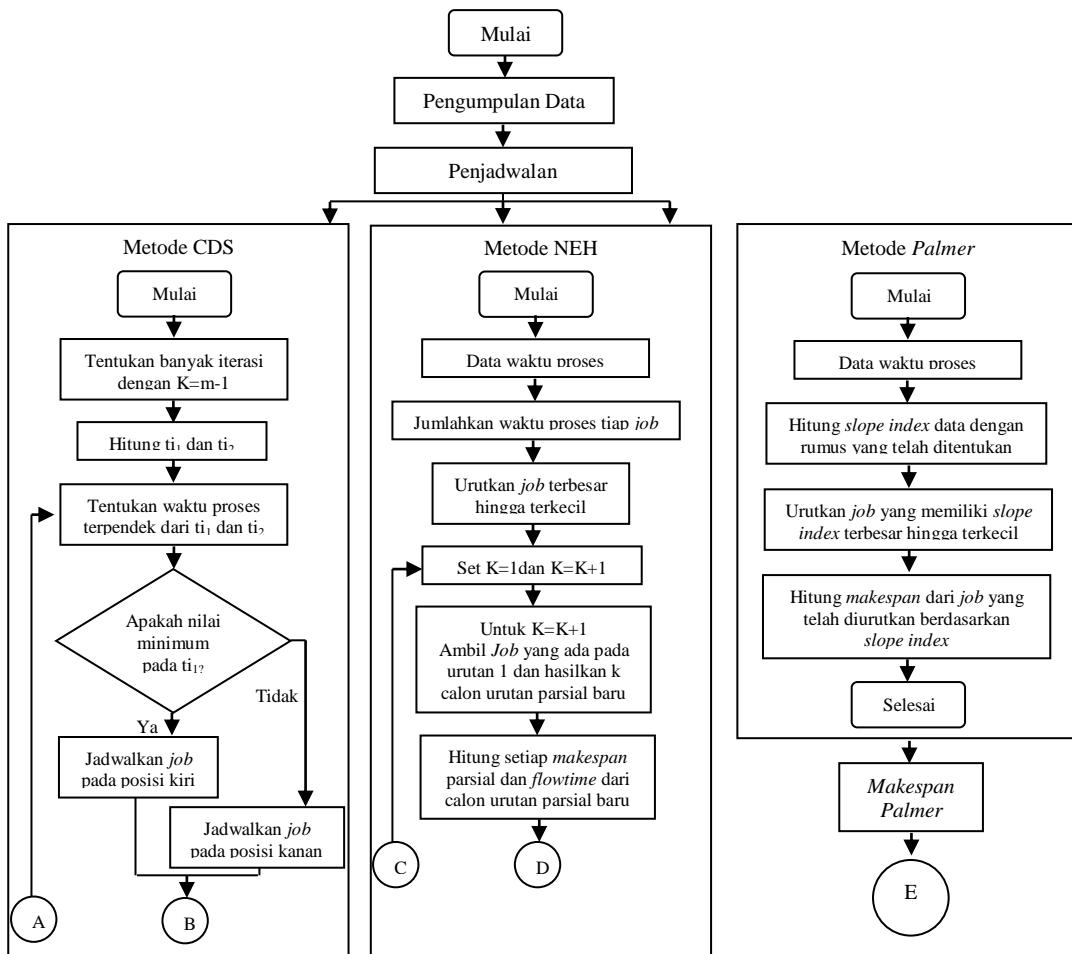 Mulai
Pengumpulan Data
Penjadwalan
Metode CDS
Mulai
Tentukan banyak iterasi
dengan K=m-1
Hitung ti₁ dan ti₂
Tentukan waktu proses
terpendek dari ti₁ dan ti₂
Apakah nilai
minimum
pada ti₁?
Tidak
Ya
Jadwalkan job
pada posisi kiri
Jadwalkan job
pada posisi kanan
A
B
Metode NEH
Mulai
Data waktu proses
Jumlahkan waktu proses tiap job
Urutkan job terbesar
hingga terkecil
Set K=1dan K=K+1
Untuk K=K+1
Ambil Job yang ada pada
urutan 1 dan hasilkan k
calon urutan parsial baru
Hitung setiap makespan
parsial dan flowtime dari
calon urutan parsial baru
C
D
Metode Palmer
Mulai
Data waktu proses
Hitung slope index data dengan
rumus yang telah ditentukan
Urutkan job yang memiliki slope
index terbesar hingga terkecil
Hitung makespan dari job yang
telah diurutkan berdasarkan
slope index
Selesai
Makespan
Palmer
E